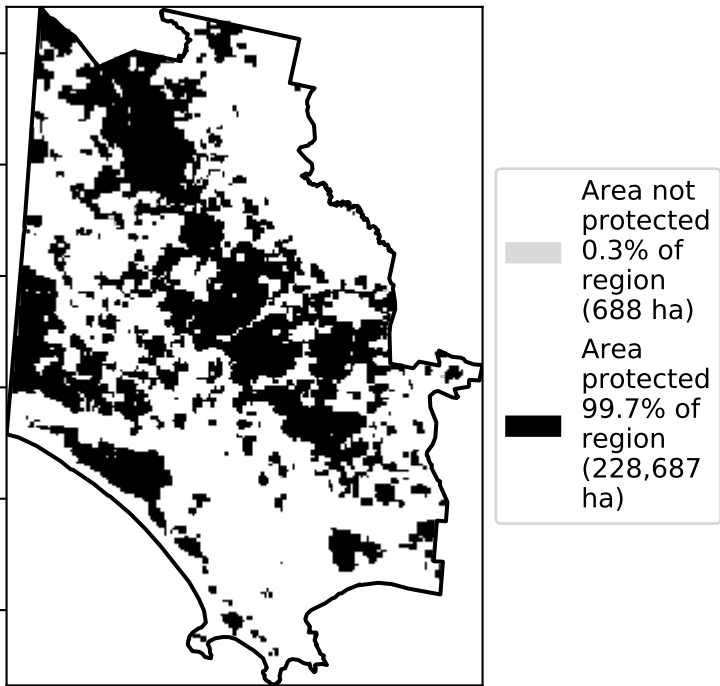 Area not
protected
0.3% of
region
(688 ha)
Area
protected
99.7% of
region
(228,687
ha)